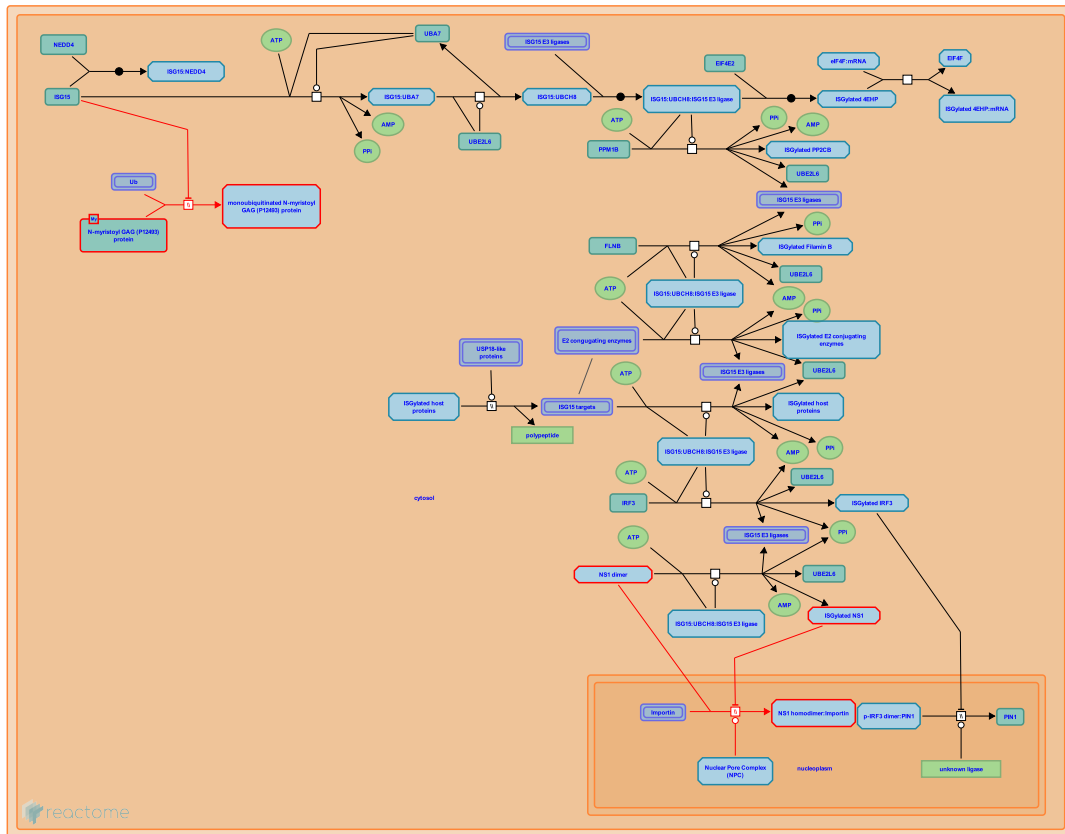 NEDD4
ISG15:NEDD4
ISG15
ATP
UBA7
ISG15:UBA7
AMP
PPi
UBE2L6
ISG15 E3 ligases
ISG15:UBCH8
EIF4E2
ISG15:UBCH8:ISG15 E3 ligase
eIF4F:mRNA
EIF4F
ISGylated 4EHP
ISGylated 4EHP:mRNA
ATP
PPM1B
PPi
AMP
ISGylated PP2CB
UBE2L6
ISG15 E3 ligases
Ub
My
N-myristoyl GAG (P12493)
protein
monoubiquitinated N-myristoyl
GAG (P12493) protein
FLNB
PPi
ISGylated Filamin B
UBE2L6
ATP
ISG15:UBCH8:ISG15 E3 ligase
AMP
PPi
E2 congugating enzymes
ISGylated E2 conjugating
enzymes
UBE2L6
ISG15 E3 ligases
USP18-like
proteins
ATP
ISGylated host
proteins
ISG15 targets
polypeptide
ISGylated host
proteins
ISG15:UBCH8:ISG15 E3 ligase
AMP
PPi
ATP
UBE2L6
cytosol
IRF3
ISGylated IRF3
ISG15 E3 ligases
PPi
ATP
NS1 dimer
UBE2L6
AMP
ISG15:UBCH8:ISG15 E3 ligase
ISGylated NS1
Importin
NS1 homodimer:Importin
p-IRF3 dimer:PIN1
PIN1
Nuclear Pore Complex
(NPC)
nucleoplasm
unknown ligase
reactome